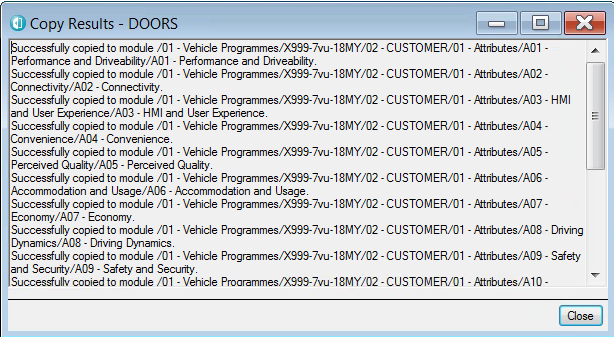 Copy Results - DOORS
Successfully copied to module /01 - Vehicle Programmes/X999-7vu-18MY/02 - CUSTOMER/01 - Attributes/A01 -
Performance and Driveability/A01 - Performance and Driveability.
Successfully copied to module /01 - Vehicle Programmes/X999-7vu-18MY/02 - CUSTOMER/01 - Attributes/A02 -
Connectivity/A02 - Connectivity.
Successfully copied to module /01 - Vehicle Programmes/X999-7vu-18MY/02 - CUSTOMER/01 - Attributes/A03 - HMI
and User Experience/A03 - HMI and User Experience.
Successfully copied to module /01 - Vehicle Programmes/X999-7vu-18MY/02 - CUSTOMER/01 - Attributes/A04 -
Convenience/A04 - Convenience.
Successfully copied to module /01 - Vehicle Programmes/X999-7vu-18MY/02 - CUSTOMER/01 - Attributes/A05 -
Perceived Quality/A05 - Perceived Quality.
Successfully copied to module /01 - Vehicle Programmes/X999-7vu-18MY/02 - CUSTOMER/01 - Attributes/A06 -
Accommodation and Usage/A06 - Accommodation and Usage.
Successfully copied to module /01 - Vehicle Programmes/X999-7vu-18MY/02 - CUSTOMER/01 - Attributes/A07 -
Economy/A07 - Economy.
Successfully copied to module /01 - Vehicle Programmes/X999-7vu-18MY/02 - CUSTOMER/01 - Attributes/A08 - Driving
Dynamics/A08 - Driving Dynamics.
Successfully copied to module /01 - Vehicle Programmes/X999-7vu-18MY/02 - CUSTOMER/01 - Attributes/A09 - Safety
and Security/A09 - Safety and Security.
Successfully copied to module /01 - Vehicle Programmes/X999-7vu-18MY/02 - CUSTOMER/01 - Attributes/A10 -
Close